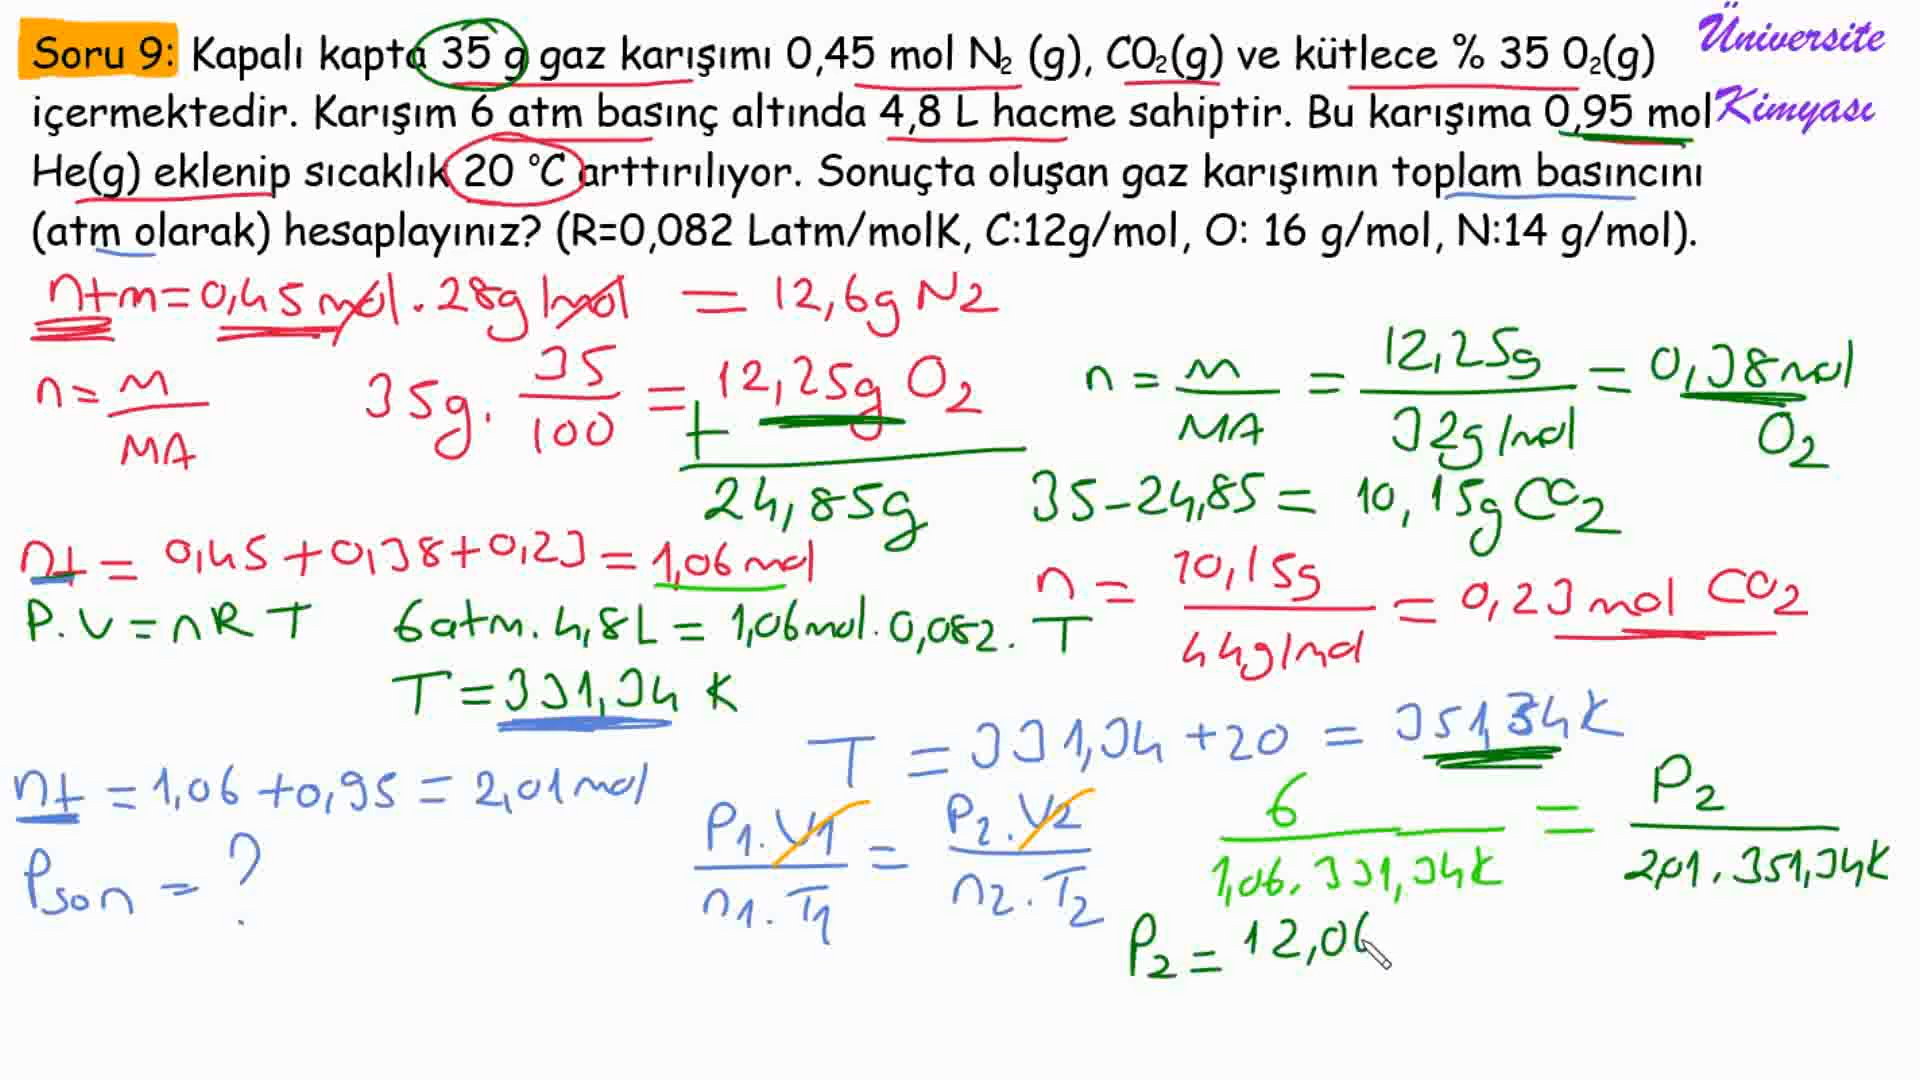 Soru 9: Kapalı kapta 35 g gaz karışımı 0,45 mol N₂ (g), CO₂(g) ve kütlece % 35 O₂(g)
içermektedir. Karışım 6 atm basınç altında 4,8 L hacme sahiptir. Bu karışıma 0,95 mol
He(g) eklenip sıcaklık 20 °C arttırılıyor. Sonuçta oluşan gaz karışımın toplam basıncını
(atm olarak) hesaplayınız? (R=0,082 Latm/molK, C:12g/mol, O: 16 g/mol, N:14 g/mol).
Üniversite
Kimyası
nt m = 0,45 mol . 28g/mol = 12,6g N2
n = m/MA
35g . 35/100 = 12,25g O2
+
24,85g
n = m/MA = 12,25g/32g/mol = 0,38mol O2
35-24,85 = 10,15g CO2
n = 10,15g/44g/mol = 0,23 mol CO2
nt = 0,45+0,38+0,23 = 1,06 mol
P.V = nRT 6atm. 4,8L = 1,06mol. 0,082. T
T = 331,34 K
T = 331,34 +20 = 351,34K
nt = 1,06 +0,95 = 2,01 mol
Pson = ?
P1.V1/n1.T1 = P2.V2/n2.T2
6/1,06. 331,34K = P2/2,01. 351,34K
P2 = 12,06